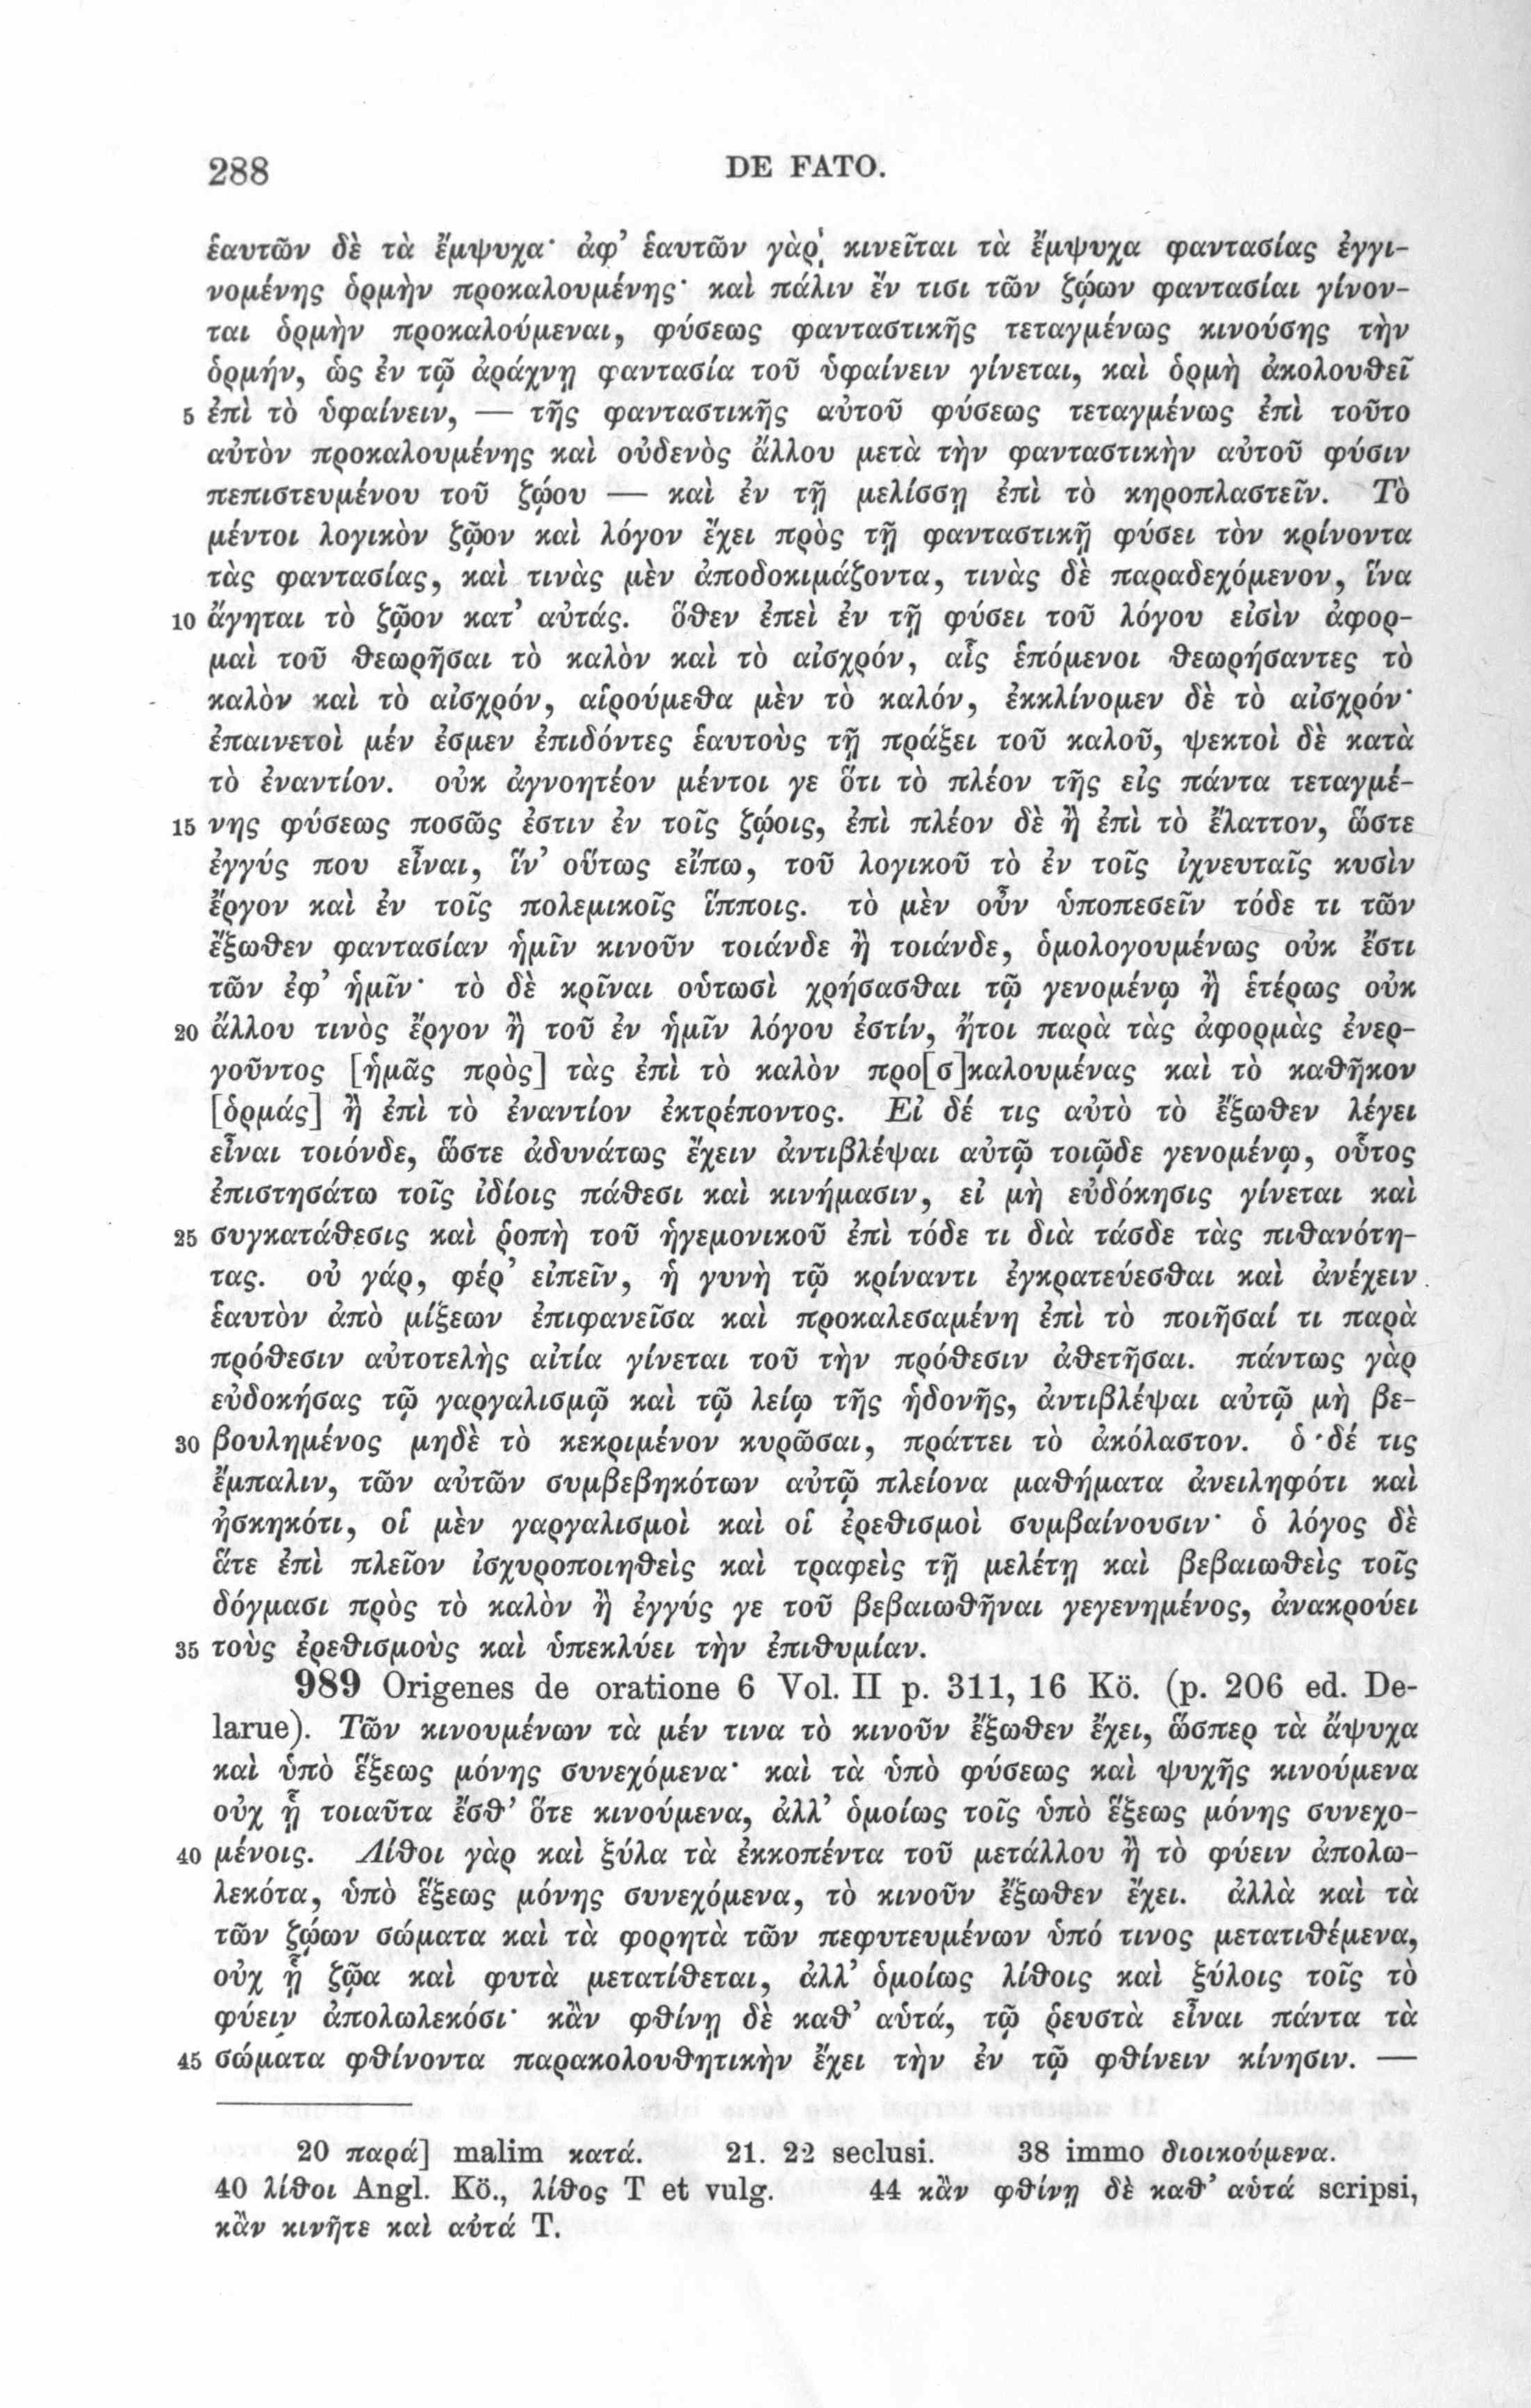 288 DE FATO.
ἑαυτῶν δὲ τὰ ἔμψυχα· ἀφ’ ἑαυτῶν γὰρ κινεῖται τὰ ἔμψυχα φαντασίας ἐγγι-
νομένης ὁρμὴν προκαλουμένης· καὶ πάλιν ἔν τισι τῶν ζῴων φαντασίαι γίνον-
ται ὁρμὴν προκαλούμεναι, φύσεως φανταστικῆς τεταγμένως κινούσης τὴν
ὁρμήν, ὡς ἐν τῷ ἀράχνῃ φαντασία τοῦ ὑφαίνειν γίνεται, καὶ ὁρμὴ ἀκολουθεῖ
5 ἐπὶ τὸ ὑφαίνειν, — τῆς φανταστικῆς αὐτοῦ φύσεως τεταγμένως ἐπὶ τοῦτο
αὐτὸν προκαλουμένης καὶ οὐδενὸς ἄλλου μετὰ τὴν φανταστικὴν αὐτοῦ φύσιν
πεπιστευμένου τοῦ ζῴου — καὶ ἐν τῇ μελίσσῃ ἐπὶ τὸ κηροπλαστεῖν. Τὸ
μέντοι λογικὸν ζῷον καὶ λόγον ἔχει πρὸς τῇ φανταστικῇ φύσει τὸν κρίνοντα
τὰς φαντασίας, καὶ τινὰς μὲν ἀποδοκιμάζοντα, τινὰς δὲ παραδεχόμενον, ἵνα
10 ἄγηται τὸ ζῷον κατ’ αὐτάς. ὅθεν ἐπεὶ ἐν τῇ φύσει τοῦ λόγου εἰσὶν ἀφορ-
μαὶ τοῦ θεωρῆσαι τὸ καλὸν καὶ τὸ αἰσχρόν, αἷς ἑπόμενοι θεωρήσαντες τὸ
καλὸν καὶ τὸ αἰσχρόν, αἱρούμεθα μὲν τὸ καλόν, ἐκκλίνομεν δὲ τὸ αἰσχρόν·
ἐπαινετοὶ μέν ἐσμεν ἐπιδόντες ἑαυτοὺς τῇ πράξει τοῦ καλοῦ, ψεκτοὶ δὲ κατὰ
τὸ ἐναντίον. οὐκ ἀγνοητέον μέντοι γε ὅτι τὸ πλέον τῆς εἰς πάντα τεταγμέ-
15 νης φύσεως ποσῶς ἐστιν ἐν τοῖς ζῴοις, ἐπὶ πλέον δὲ ἢ ἐπὶ τὸ ἔλαττον, ὥστε
ἐγγύς που εἶναι, ἵν’ οὕτως εἴπω, τοῦ λογικοῦ τὸ ἐν τοῖς ἰχνευταῖς κυσὶν
ἔργον καὶ ἐν τοῖς πολεμικοῖς ἵπποις. τὸ μὲν οὖν ὑποπεσεῖν τόδε τι τῶν
ἔξωθεν φαντασίαν ἡμῖν κινοῦν τοιάνδε ἢ τοιάνδε, ὁμολογουμένως οὐκ ἔστι
τῶν ἐφ’ ἡμῖν· τὸ δὲ κρῖναι οὑτωσὶ χρήσασθαι τῷ γενομένῳ ἢ ἑτέρως οὐκ
20 ἄλλου τινὸς ἔργον ἢ τοῦ ἐν ἡμῖν λόγου ἐστίν, ἤτοι παρὰ τὰς ἀφορμὰς ἐνερ-
γοῦντος [ἡμᾶς πρὸς] τὰς ἐπὶ τὸ καλὸν προ[σ]καλουμένας καὶ τὸ καθῆκον
[ὁρμάς] ἢ ἐπὶ τὸ ἐναντίον ἐκτρέποντος. Εἰ δέ τις αὐτὸ τὸ ἔξωθεν λέγει
εἶναι τοιόνδε, ὥστε ἀδυνάτως ἔχειν ἀντιβλέψαι αὐτῷ τοιῷδε γενομένῳ, οὗτος
ἐπιστησάτω τοῖς ἰδίοις πάθεσι καὶ κινήμασιν, εἰ μὴ εὐδόκησις γίνεται καὶ
25 συγκατάθεσις καὶ ῥοπὴ τοῦ ἡγεμονικοῦ ἐπὶ τόδε τι διὰ τάσδε τὰς πιθανότη-
τας. οὐ γάρ, φέρ’ εἰπεῖν, ἡ γυνὴ τῷ κρίναντι ἐγκρατεύεσθαι καὶ ἀνέχειν
ἑαυτὸν ἀπὸ μίξεων ἐπιφανεῖσα καὶ προκαλεσαμένη ἐπὶ τὸ ποιῆσαί τι παρὰ
πρόθεσιν αὐτοτελὴς αἰτία γίνεται τοῦ τὴν πρόθεσιν ἀθετῆσαι. πάντως γὰρ
εὐδοκήσας τῷ γαργαλισμῷ καὶ τῷ λείῳ τῆς ἡδονῆς, ἀντιβλέψαι αὐτῷ μὴ βε-
30 βουλημένος μηδὲ τὸ κεκριμένον κυρῶσαι, πράττει τὸ ἀκόλαστον. ὁ δέ τις
ἔμπαλιν, τῶν αὐτῶν συμβεβηκότων αὐτῷ πλείονα μαθήματα ἀνειληφότι καὶ
ἠσκηκότι, οἱ μὲν γαργαλισμοὶ καὶ οἱ ἐρεθισμοὶ συμβαίνουσιν· ὁ λόγος δὲ
ἅτε ἐπὶ πλεῖον ἰσχυροποιηθεὶς καὶ τραφεὶς τῇ μελέτῃ καὶ βεβαιωθεὶς τοῖς
δόγμασι πρὸς τὸ καλὸν ἢ ἐγγύς γε τοῦ βεβαιωθῆναι γεγενημένος, ἀνακρούει
35 τοὺς ἐρεθισμοὺς καὶ ὑπεκλύει τὴν ἐπιθυμίαν.
989 Origenes de oratione 6 Vol. II p. 311, 16 Kö. (p. 206 ed. De-
larue). Τῶν κινουμένων τὰ μέν τινα τὸ κινοῦν ἔξωθεν ἔχει, ὥσπερ τὰ ἄψυχα
καὶ ὑπὸ ἕξεως μόνης συνεχόμενα· καὶ τὰ ὑπὸ φύσεως καὶ ψυχῆς κινούμενα
οὐχ ᾗ τοιαῦτα ἔσθ’ ὅτε κινούμενα, ἀλλ’ ὁμοίως τοῖς ὑπὸ ἕξεως μόνης συνεχο-
40 μένοις. Λίθοι γὰρ καὶ ξύλα τὰ ἐκκοπέντα τοῦ μετάλλου ἢ τὸ φύειν ἀπολω-
λεκότα, ὑπὸ ἕξεως μόνης συνεχόμενα, τὸ κινοῦν ἔξωθεν ἔχει. ἀλλὰ καὶ τὰ
τῶν ζῴων σώματα καὶ τὰ φορητὰ τῶν πεφυτευμένων ὑπό τινος μετατιθέμενα,
οὐχ ᾗ ζῷα καὶ φυτὰ μετατίθεται, ἀλλ’ ὁμοίως λίθοις καὶ ξύλοις τοῖς τὸ
φύειν ἀπολωλεκόσι· κἂν φθίνῃ δὲ καθ’ αὑτά, τῷ ῥευστὰ εἶναι πάντα τὰ
45 σώματα φθίνοντα παρακολουθητικὴν ἔχει τὴν ἐν τῷ φθίνειν κίνησιν. —
20 παρά] malim κατά. 21. 22 seclusi. 38 immo διοικούμενα.
40 λίθοι Angl. Kö., λίθος T et vulg. 44 κἂν φθίνῃ δὲ καθ’ αὑτά scripsi,
κἂν κινῆτε καὶ αὐτά T.